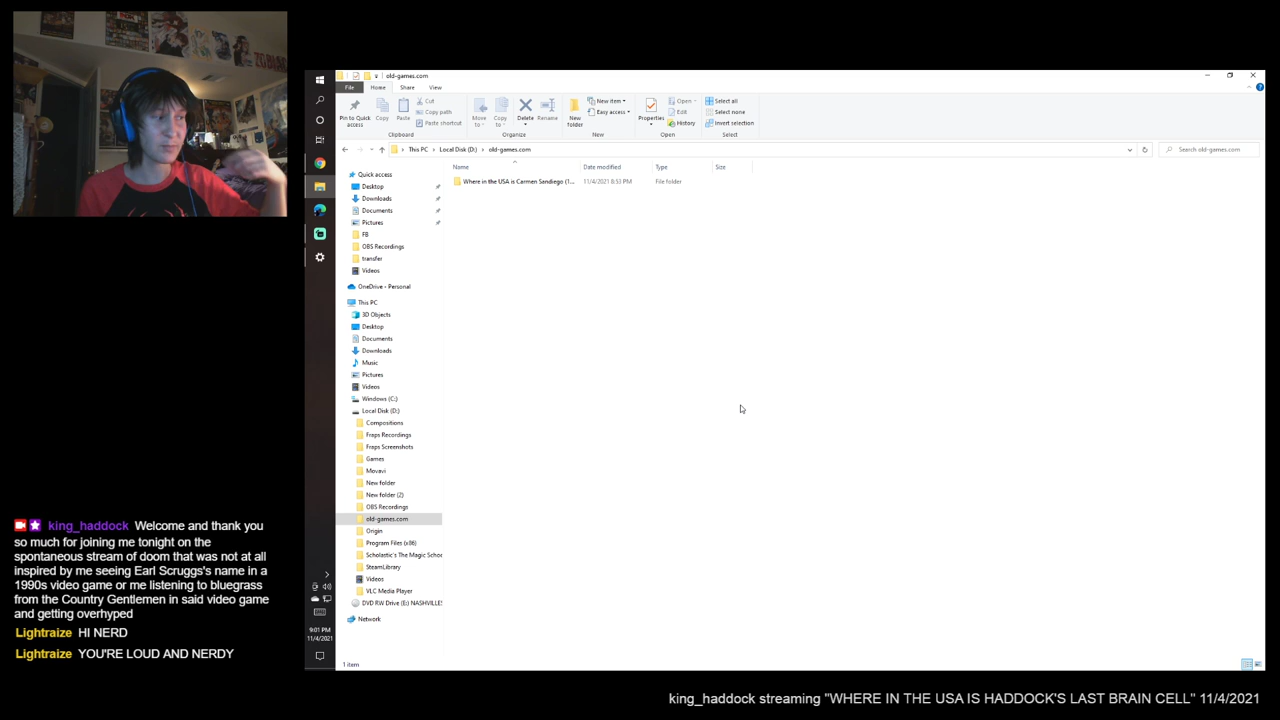 old-games.com
File Home Share View
Pin to Quick access
Copy
Paste
Cut
Copy path
Paste shortcut
Clipboard
Move to
Copy to
Delete
Rename
Organize
New folder
New item
Easy access
New
Properties
Open
Edit
History
Open
Select all
Select none
Invert selection
Select
This PC Local Disk (D:) old-games.com
Search old-games.com
Name Date modified Type Size
Where in the USA is Carmen Sandiego (1... 11/4/2021 8:53 PM File folder
Quick access
Desktop
Downloads
Documents
Pictures
FB
OBS Recordings
transfer
Videos
OneDrive - Personal
This PC
3D Objects
Desktop
Documents
Downloads
Music
Pictures
Videos
Windows (C:)
Local Disk (D:)
Compositions
Fraps Recordings
Fraps Screenshots
Games
Movavi
New folder
New folder (2)
OBS Recordings
old-games.com
Origin
Program Files (x86)
Scholastic's The Magic Schoo
SteamLibrary
Videos
VLC Media Player
DVD RW Drive (E:) NASHVILLE
Network
1 item
9:01 PM
11/4/2021
king_haddock Welcome and thank you
so much for joining me tonight on the
spontaneous stream of doom that was not at all
inspired by me seeing Earl Scruggs's name in a
1990s video game or me listening to bluegrass
from the Country Gentlemen in said video game
and getting overhyped
Lightraize HI NERD
Lightraize YOU'RE LOUD AND NERDY
king_haddock streaming "WHERE IN THE USA IS HADDOCK'S LAST BRAIN CELL" 11/4/2021